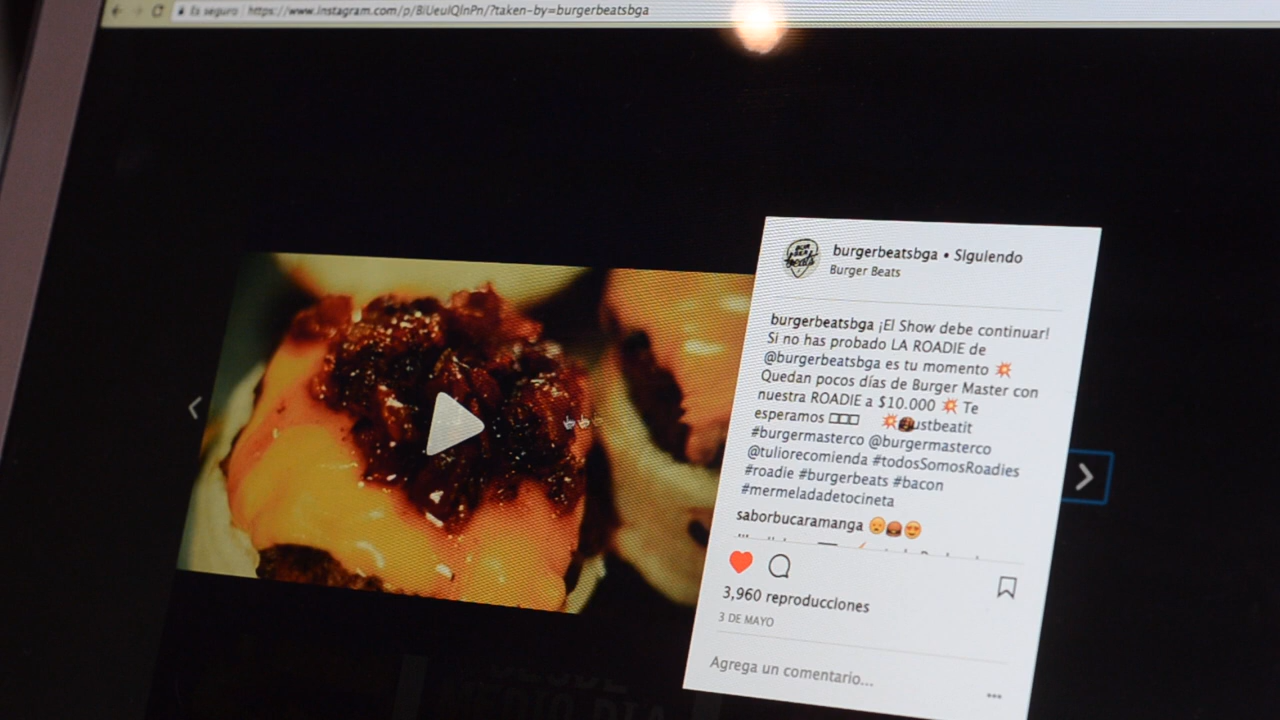 Es seguro https://www.instagram.com/p/BiUeuIQlnPn/?taken-by=burgerbeatsbga
burgerbeatsbga • Siguiendo
Burger Beats
burgerbeatsbga ¡El Show debe continuar!
Si no has probado LA ROADIE de
@burgerbeatsbga es tu momento 💥
Quedan pocos días de Burger Master con
nuestra ROADIE a $10.000 💥 Te
esperamos □□□ 💥 ustbeatit
#burgermasterco @burgermasterco
@tuliorecomienda #todosSomosRoadies
#roadie #burgerbeats #bacon
#mermeladadetocineta
saborbucaramanga
3,960 reproducciones
3 DE MAYO
Agrega un comentario...